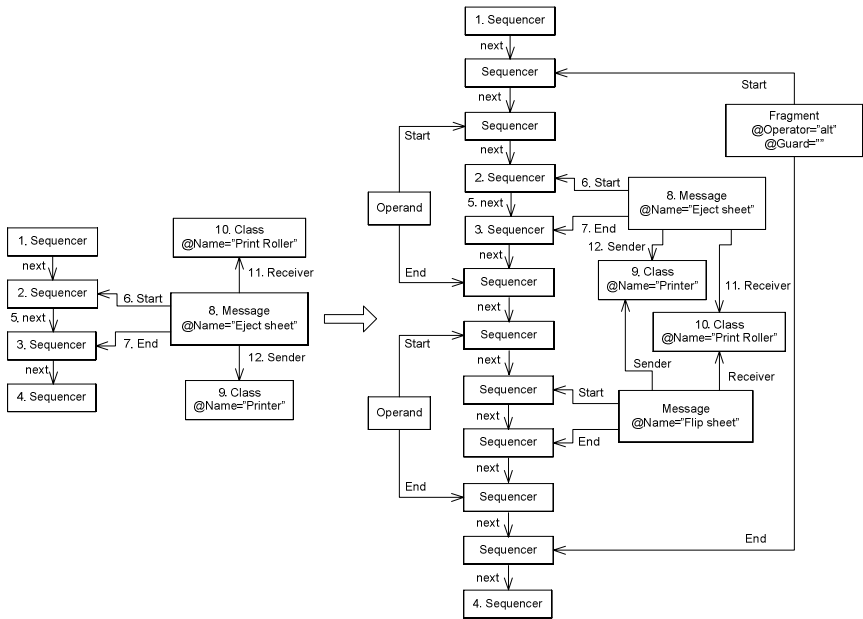 1. Sequencer
next
2. Sequencer
5. next
3. Sequencer
next
4. Sequencer
6. Start
7. End
10. Class
@Name="Print Roller"
11. Receiver
8. Message
@Name="Eject sheet"
12. Sender
9. Class
@Name="Printer"
1. Sequencer
next
Sequencer
next
Sequencer
next
2. Sequencer
5. next
3. Sequencer
next
Sequencer
next
Sequencer
next
Sequencer
next
Sequencer
next
Sequencer
next
Sequencer
next
4. Sequencer
Start
Operand
End
Start
Operand
End
Start
Fragment
@Operator="alt"
@Guard=""
End
6. Start
7. End
8. Message
@Name="Eject sheet"
12. Sender
9. Class
@Name="Printer"
11. Receiver
10. Class
@Name="Print Roller"
Sender
Receiver
Start
End
Message
@Name="Flip sheet"